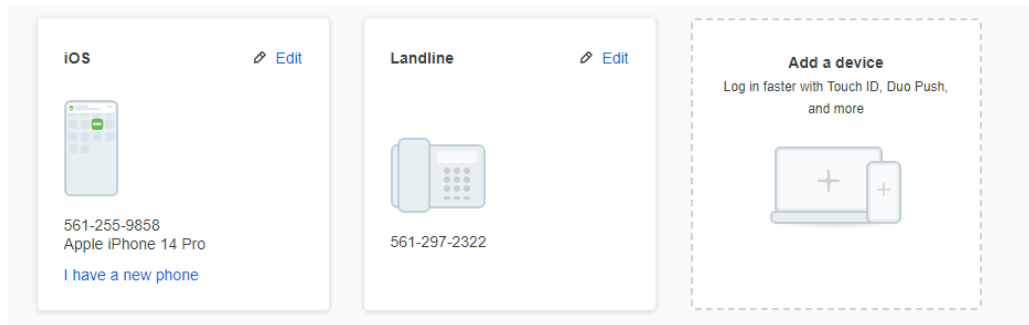 iOS
Edit
561-255-9858
Apple iPhone 14 Pro
I have a new phone
Landline
Edit
561-297-2322
Add a device
Log in faster with Touch ID, Duo Push,
and more